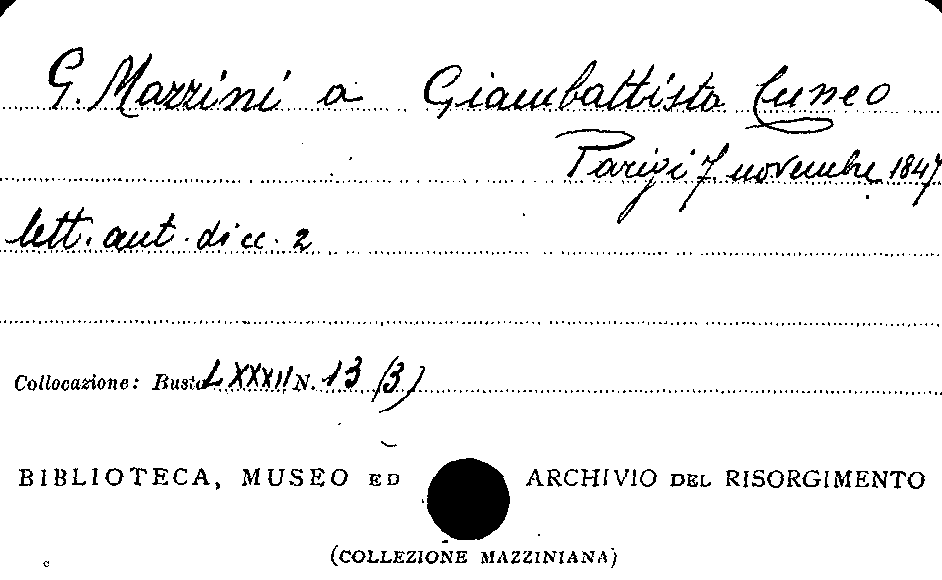 G. Mazzini a Giambattista Cuneo
Parigi 7 novembre 1847
lett. aut. di cc. 2
Collocazione: Busta LXXXII N. 13 (3)
BIBLIOTECA, MUSEO ED ARCHIVIO DEL RISORGIMENTO
(COLLEZIONE MAZZINIANA)